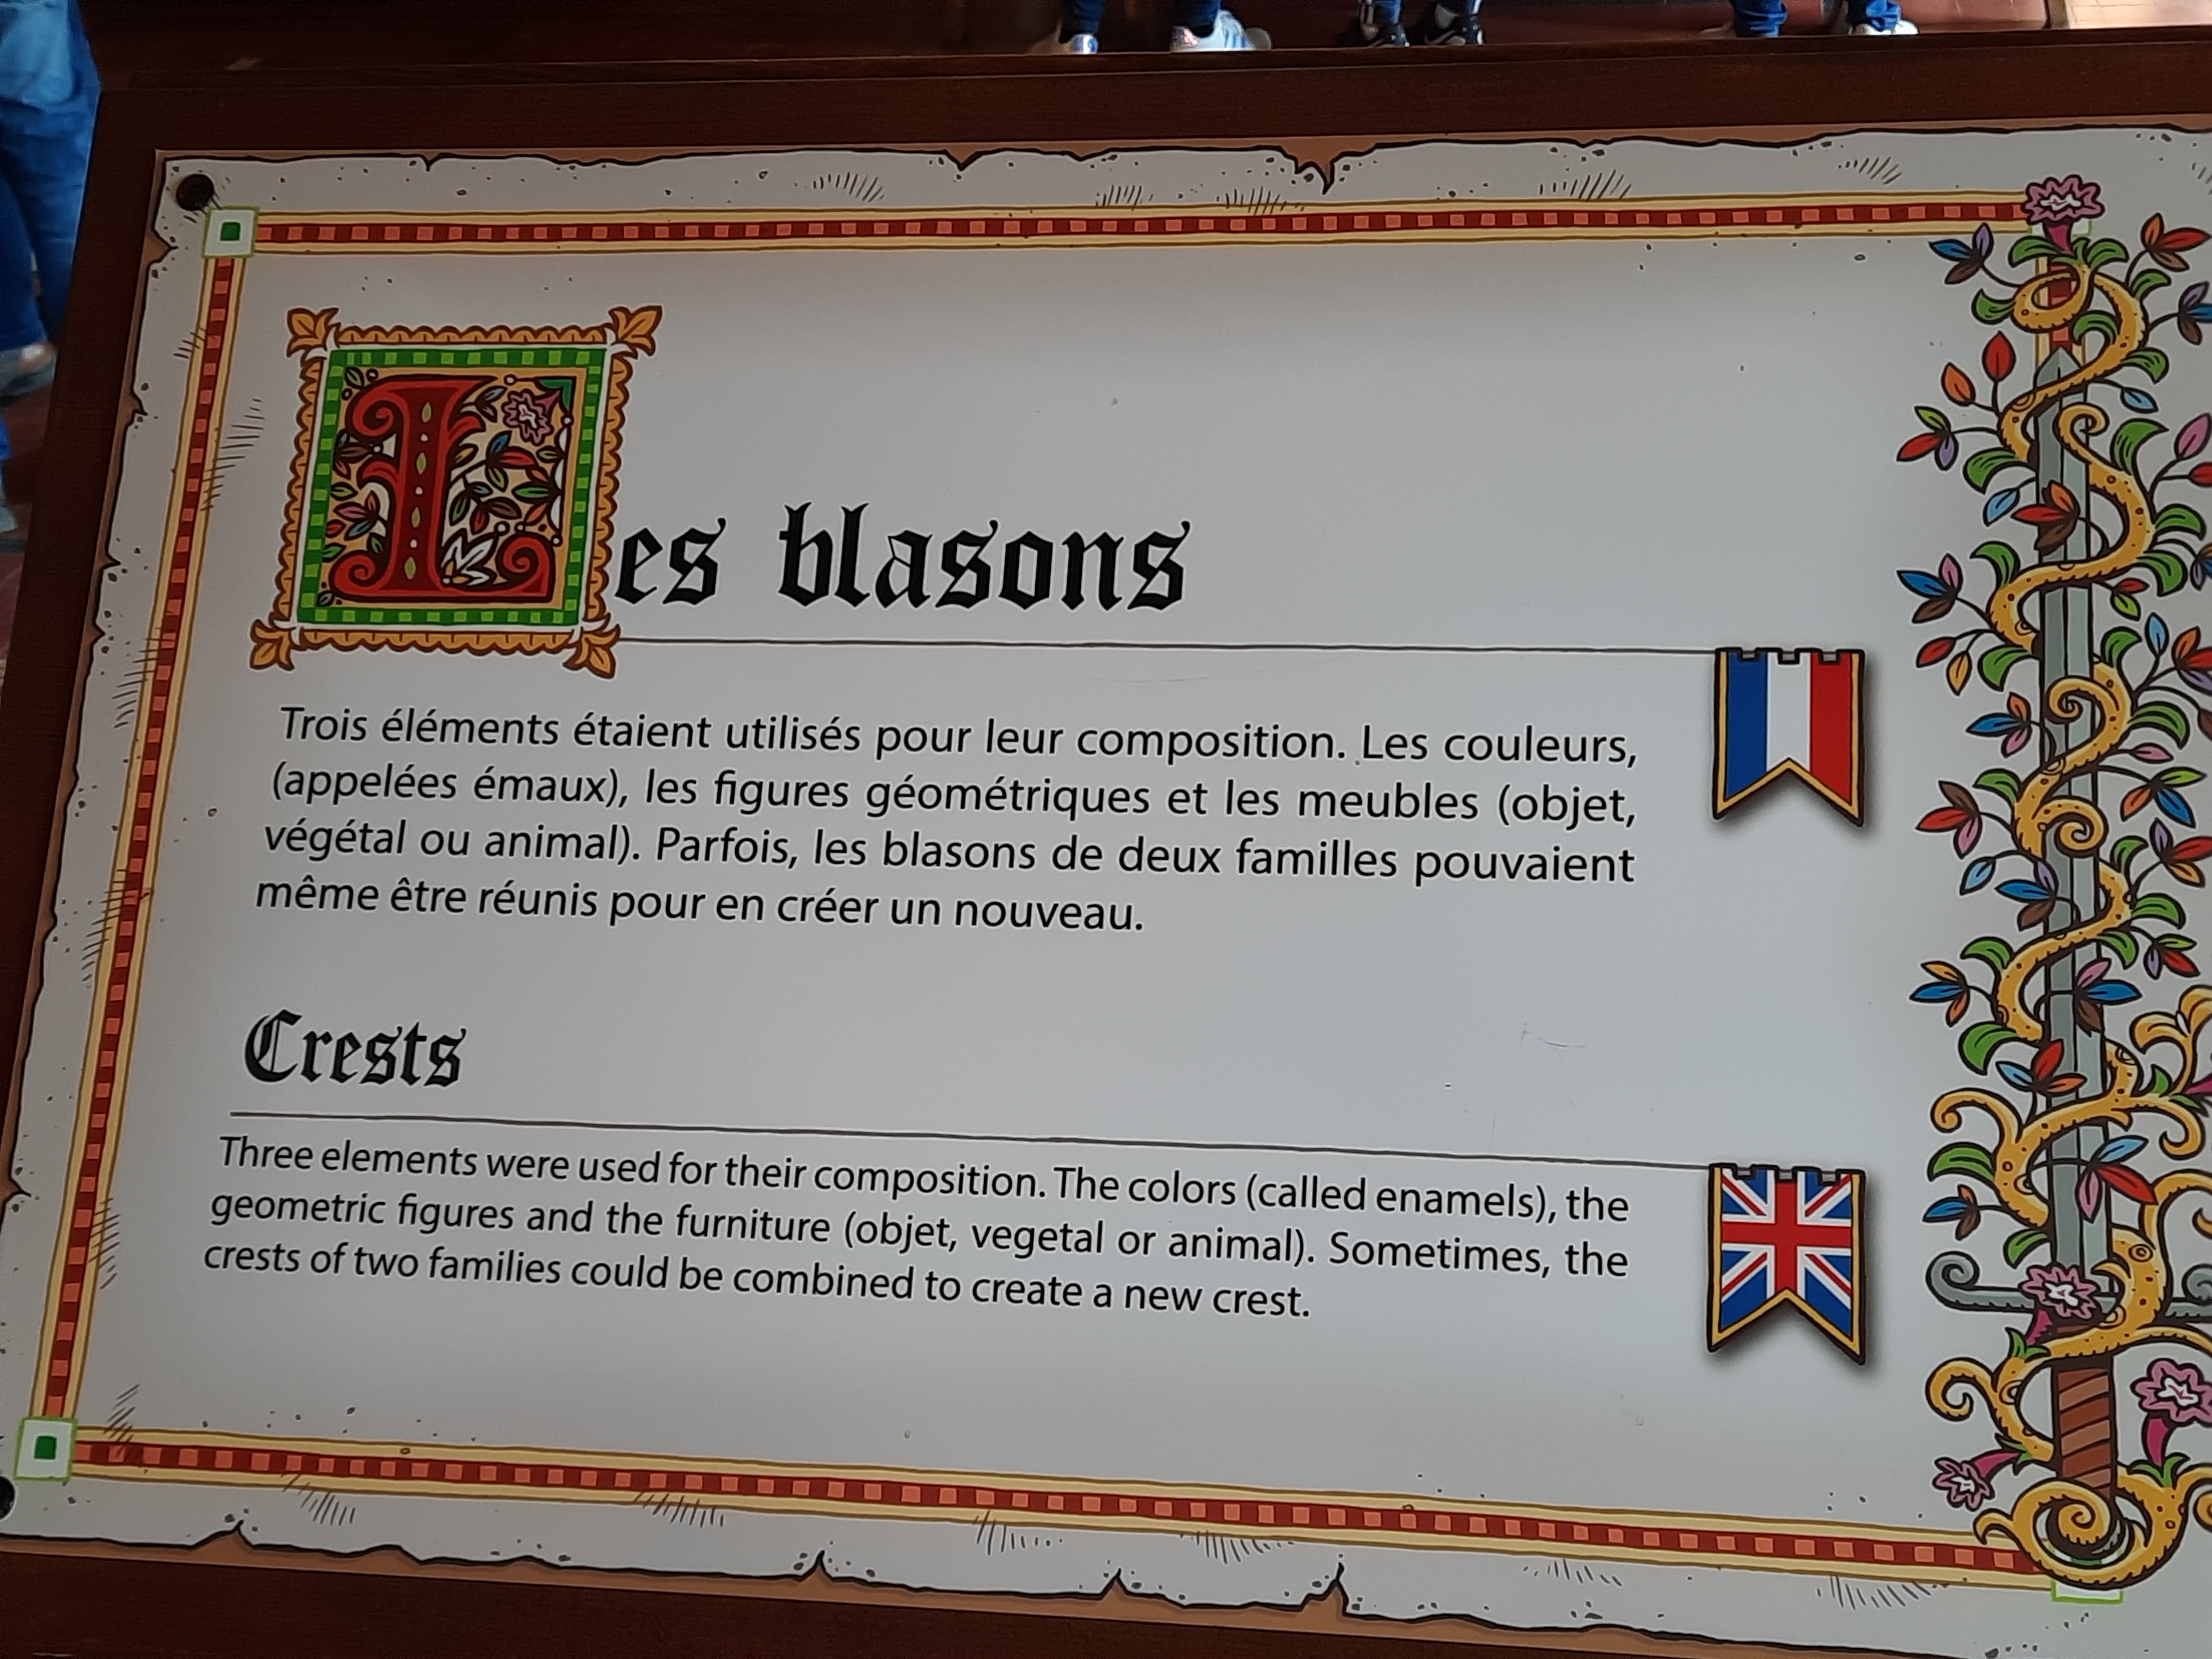 Les blasons
Trois éléments étaient utilisés pour leur composition. Les couleurs,
(appelées émaux), les figures géométriques et les meubles (objet,
végétal ou animal). Parfois, les blasons de deux familles pouvaient
même être réunis pour en créer un nouveau.
Crests
Three elements were used for their composition. The colors (called enamels), the
geometric figures and the furniture (objet, vegetal or animal). Sometimes, the
crests of two families could be combined to create a new crest.